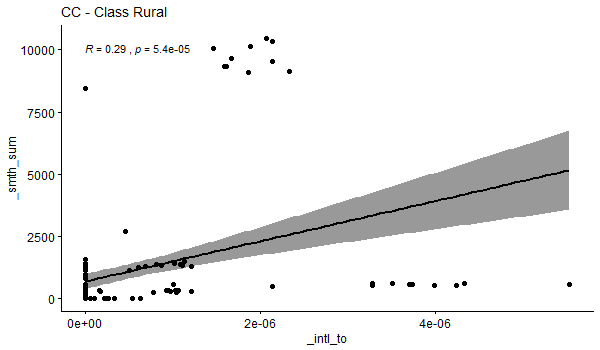 CC - Class Rural
R = 0.29 , p = 5.4e-05
10000
7500
5000
2500
0
_smth_sum
0e+00 2e-06 4e-06
_intl_to